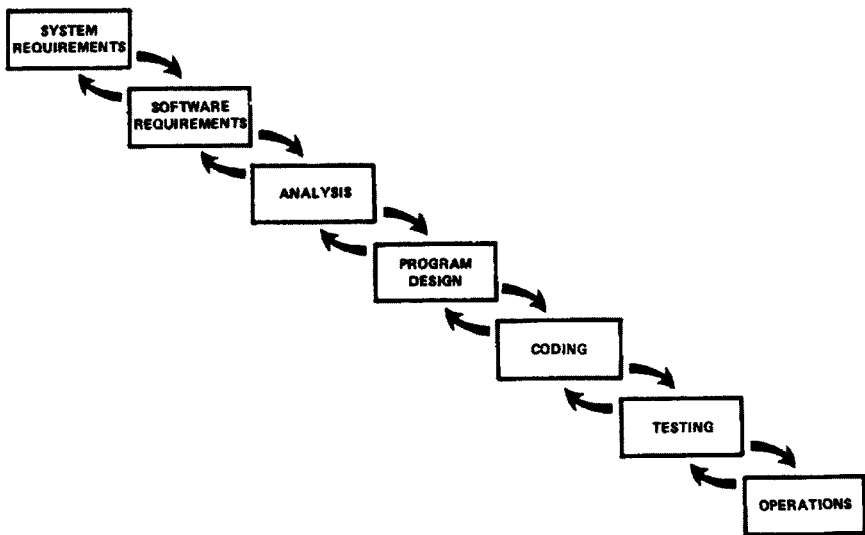 SYSTEM
REQUIREMENTS
SOFTWARE
REQUIREMENTS
ANALYSIS
PROGRAM
DESIGN
CODING
TESTING
OPERATIONS